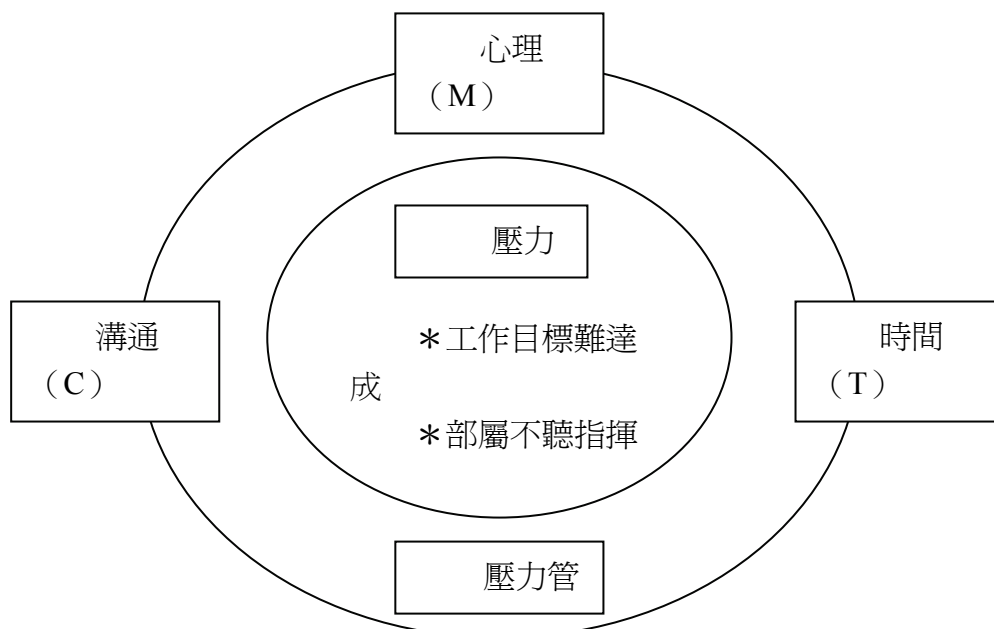 心理
（M）
壓力
溝通
（C）
＊工作目標難達
成
＊部屬不聽指揮
時間
（T）
壓力管